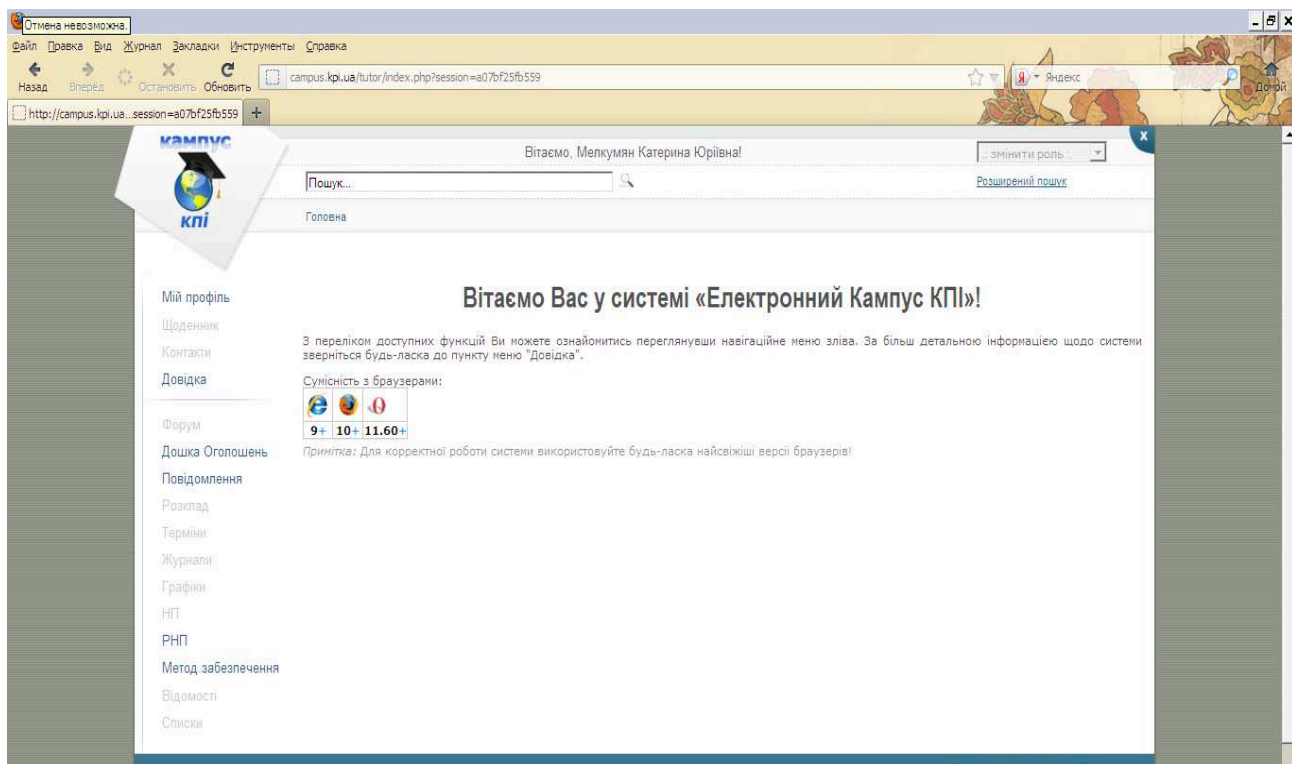 Отмена невозможна.
Файл Правка Вид Журнал Закладки Инструменты Справка
Назад Вперёд Остановить Обновить campus.kpi.ua/tutor/index.php?session=a07bf25fb559 Яндекс Домой
http://campus.kpi.ua...session=a07bf25fb559
кампус
кпі
Вітаємо, Мелкумян Катерина Юріївна!
.: змінити роль :.
Пошук...
Розширений пошук
Головна
Мій профіль
Щоденник
Контакти
Довідка
Форум
Дошка Оголошень
Повідомлення
Розклад
Терміни
Журнали
Графіки
НП
РНП
Метод.забезпечення
Відомості
Списки
Вітаємо Вас у системі «Електронний Кампус КПІ»!
З переліком доступних функцій Ви можете ознайомитись переглянувши навігаційне меню зліва. За більш детальною інформацією щодо системи
зверніться будь-ласка до пункту меню "Довідка".
Сумісність з браузерами:
9+ 10+ 11.60+
Примітка: Для корректної роботи системи використовуйте будь-ласка найсвіжіші версії браузерів!